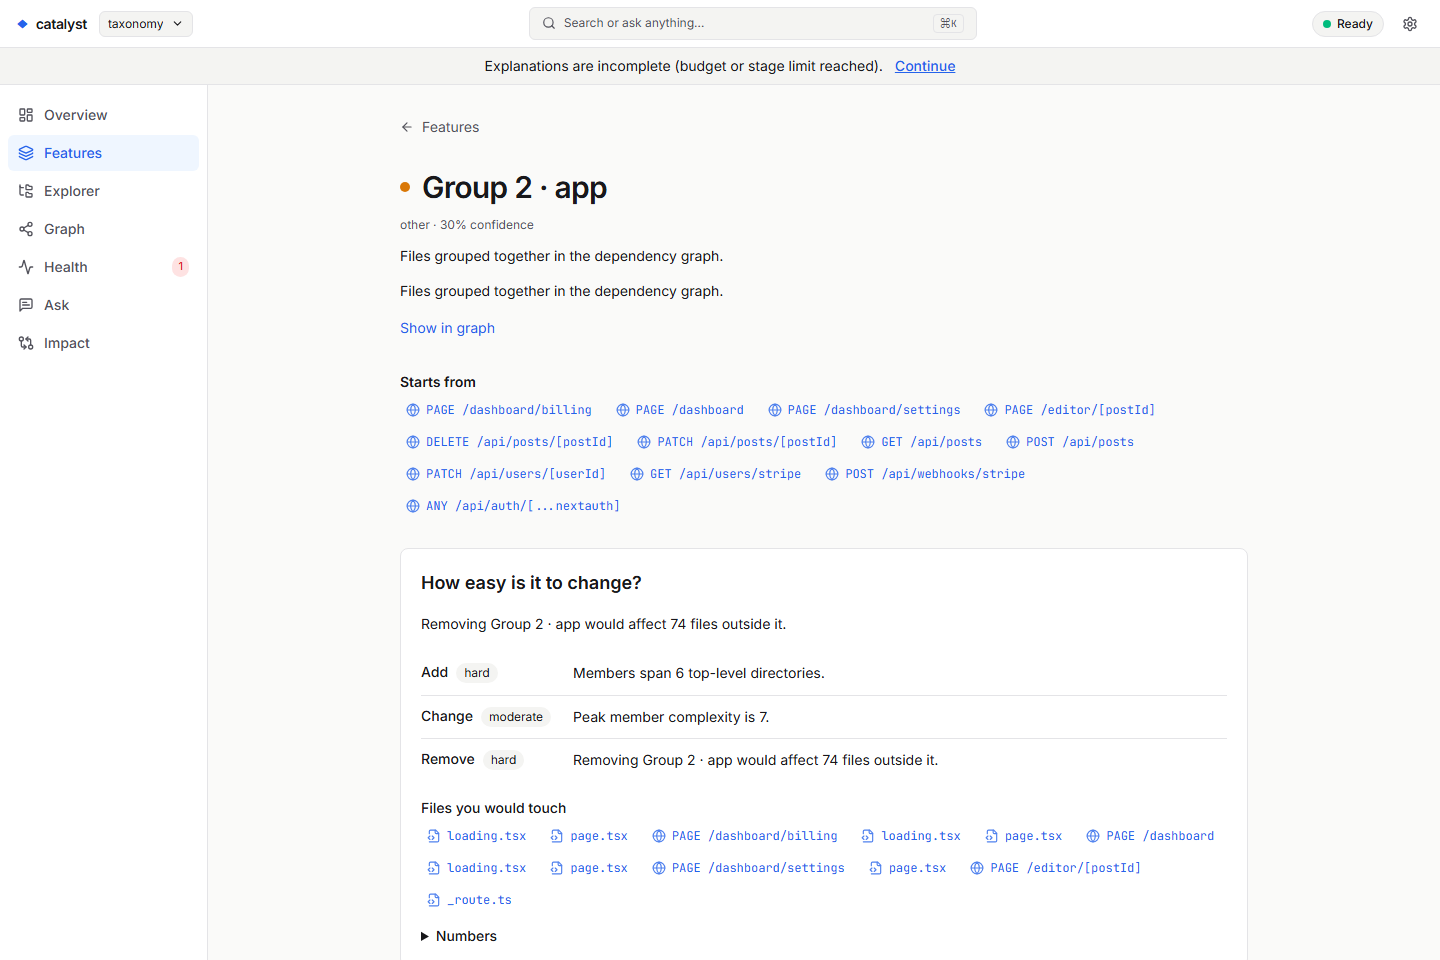 catalyst
taxonomy
Search or ask anything...
⌘K
Ready
Explanations are incomplete (budget or stage limit reached). Continue
Overview
Features
Explorer
Graph
Health 1
Ask
Impact
Features
Group 2 · app
other · 30% confidence
Files grouped together in the dependency graph.
Files grouped together in the dependency graph.
Show in graph
Starts from
PAGE /dashboard/billing PAGE /dashboard PAGE /dashboard/settings PAGE /editor/[postId]
DELETE /api/posts/[postId] PATCH /api/posts/[postId] GET /api/posts POST /api/posts
PATCH /api/users/[userId] GET /api/users/stripe POST /api/webhooks/stripe
ANY /api/auth/[...nextauth]
How easy is it to change?
Removing Group 2 · app would affect 74 files outside it.
Add hard Members span 6 top-level directories.
Change moderate Peak member complexity is 7.
Remove hard Removing Group 2 · app would affect 74 files outside it.
Files you would touch
loading.tsx page.tsx PAGE /dashboard/billing loading.tsx page.tsx PAGE /dashboard
loading.tsx page.tsx PAGE /dashboard/settings page.tsx PAGE /editor/[postId]
_route.ts
Numbers